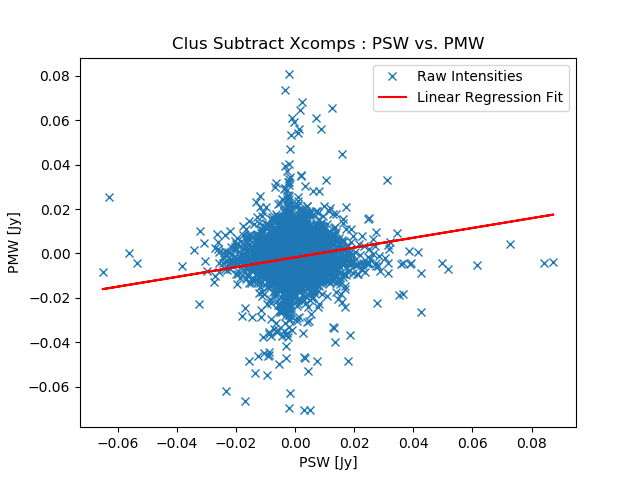 Clus Subtract Xcomps : PSW vs. PMW
Raw Intensities
Linear Regression Fit
0.08
0.06
0.04
0.02
0.00
−0.02
−0.04
−0.06
PMW [Jy]
−0.06 −0.04 −0.02 0.00 0.02 0.04 0.06 0.08
PSW [Jy]